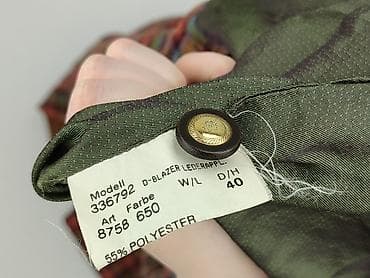 Modell D-BLAZER LEDERAPPL.
336792 W/L D/H
Art Farbe 40
8758 650
55% POLYESTER